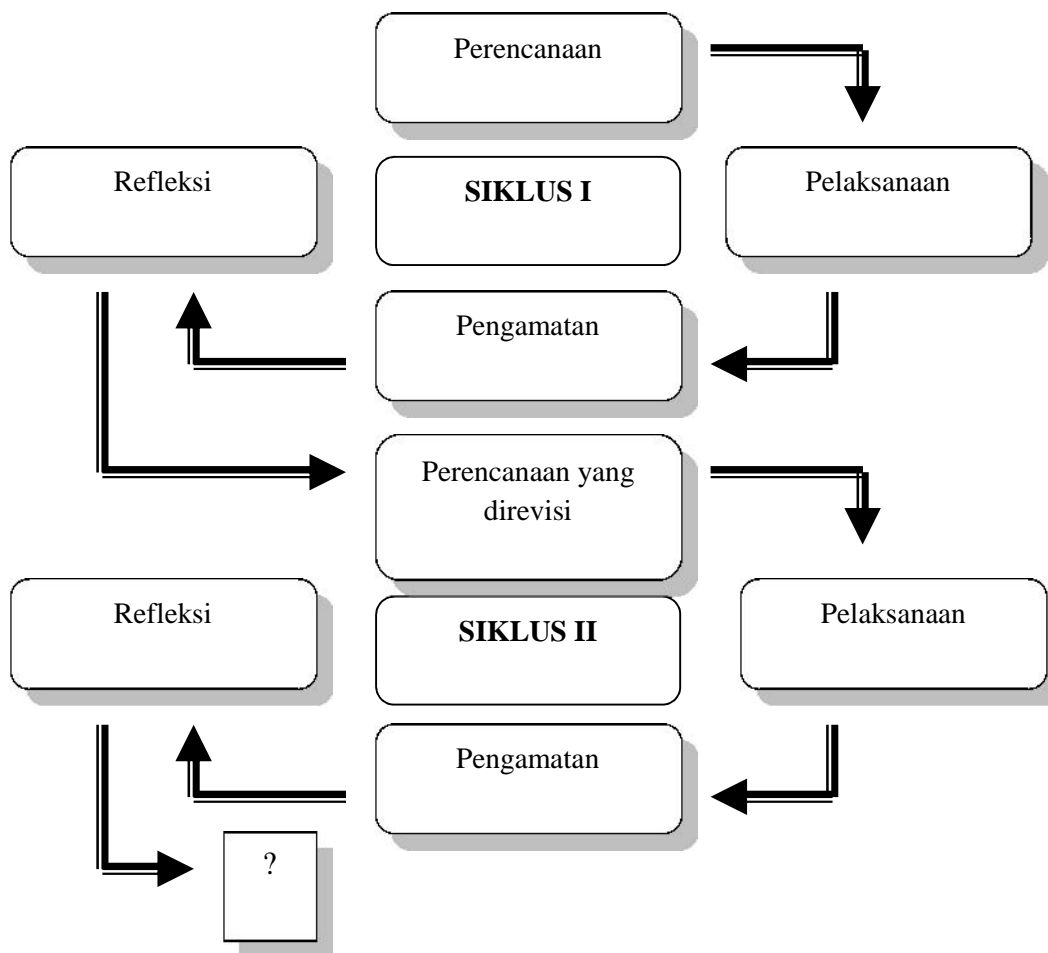 Perencanaan
Refleksi
SIKLUS I
Pelaksanaan
Pengamatan
Perencanaan yang
direvisi
Refleksi
SIKLUS II
Pelaksanaan
Pengamatan
?